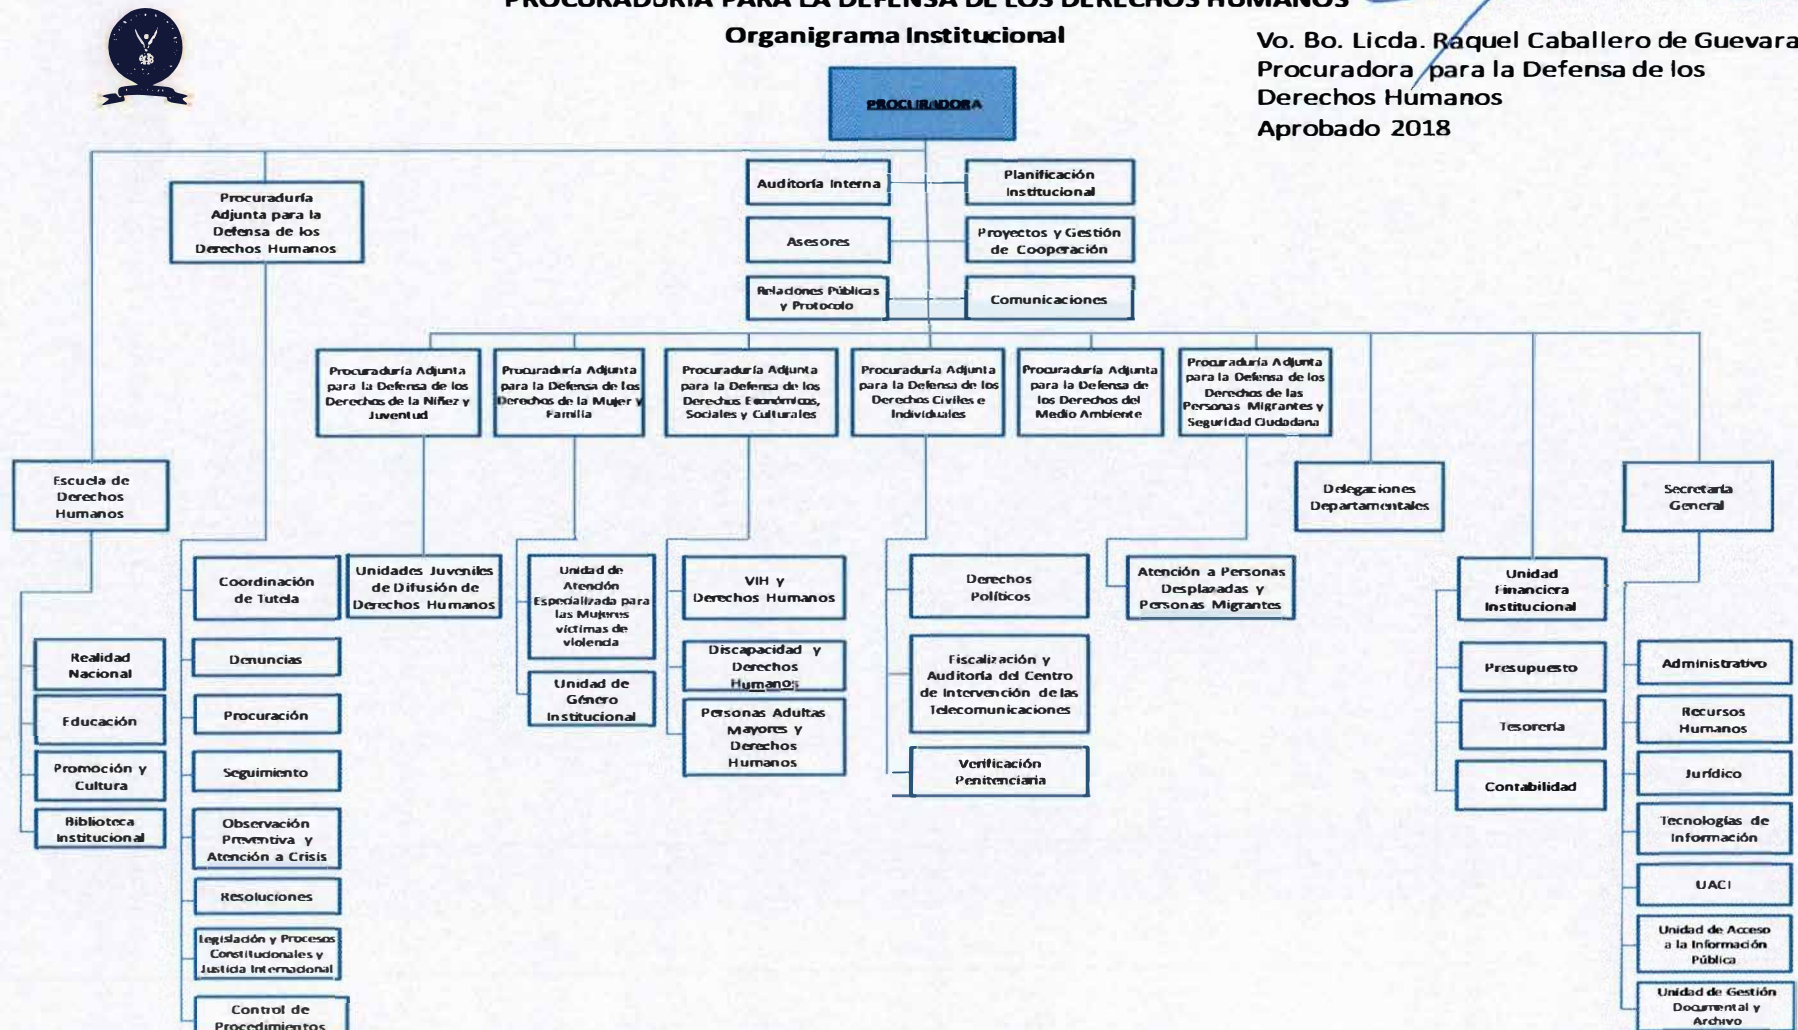 PROCURADURÍA PARA LA DEFENSA DE LOS DERECHOS HUMANOS
Organigrama Institucional
Vo. Bo. Licda. Raquel Caballero de Guevara
Procuradora para la Defensa de los
Derechos Humanos
Aprobado 2018
PROCURADORA
Auditoría Interna
Planificación
Institucional
Asesores
Proyectos y Gestión
de Cooperación
Relaciones Públicas
y Protocolo
Comunicaciones
Procuraduría
Adjunta para la
Defensa de los
Derechos Humanos
Procuraduría Adjunta
para la Defensa de los
Derechos de la Niñez y
Juventud
Procuraduría Adjunta
para la Defensa de los
Derechos de la Mujer y
Familia
Procuraduría Adjunta
para la Defensa de los
Derechos Económicos,
Sociales y Culturales
Procuraduría Adjunta
para la Defensa de los
Derechos Civiles e
Individuales
Procuraduría Adjunta
para la Defensa de
los Derechos del
Medio Ambiente
Procuraduría Adjunta
para la Defensa de los
Derechos de las
Personas Migrantes y
Seguridad Ciudadana
Escuela de
Derechos
Humanos
Delegaciones
Departamentales
Secretaría
General
Realidad
Nacional
Educación
Promoción y
Cultura
Biblioteca
Institucional
Coordinación
de Tutela
Denuncias
Procuración
Seguimiento
Observación
Preventiva y
Atención a Crisis
Resoluciones
Legislación y Procesos
Constitucionales y
Justicia Internacional
Control de
Procedimientos
Unidades Juveniles
de Difusión de
Derechos Humanos
Unidad de
Atención
Especializada para
las Mujeres
víctimas de
violencia
Unidad de
Género
Institucional
VIH y
Derechos Humanos
Discapacidad y
Derechos
Humanos
Personas Adultas
Mayores y
Derechos
Humanos
Derechos
Políticos
Fiscalización y
Auditoría del Centro
de Intervención de las
Telecomunicaciones
Verificación
Penitenciaria
Atención a Personas
Desplazadas y
Personas Migrantes
Unidad
Financiera
Institucional
Presupuesto
Tesorería
Contabilidad
Administrativo
Recursos
Humanos
Jurídico
Tecnologías de
Información
UACI
Unidad de Acceso
a la Información
Pública
Unidad de Gestión
Documental y
Archivo